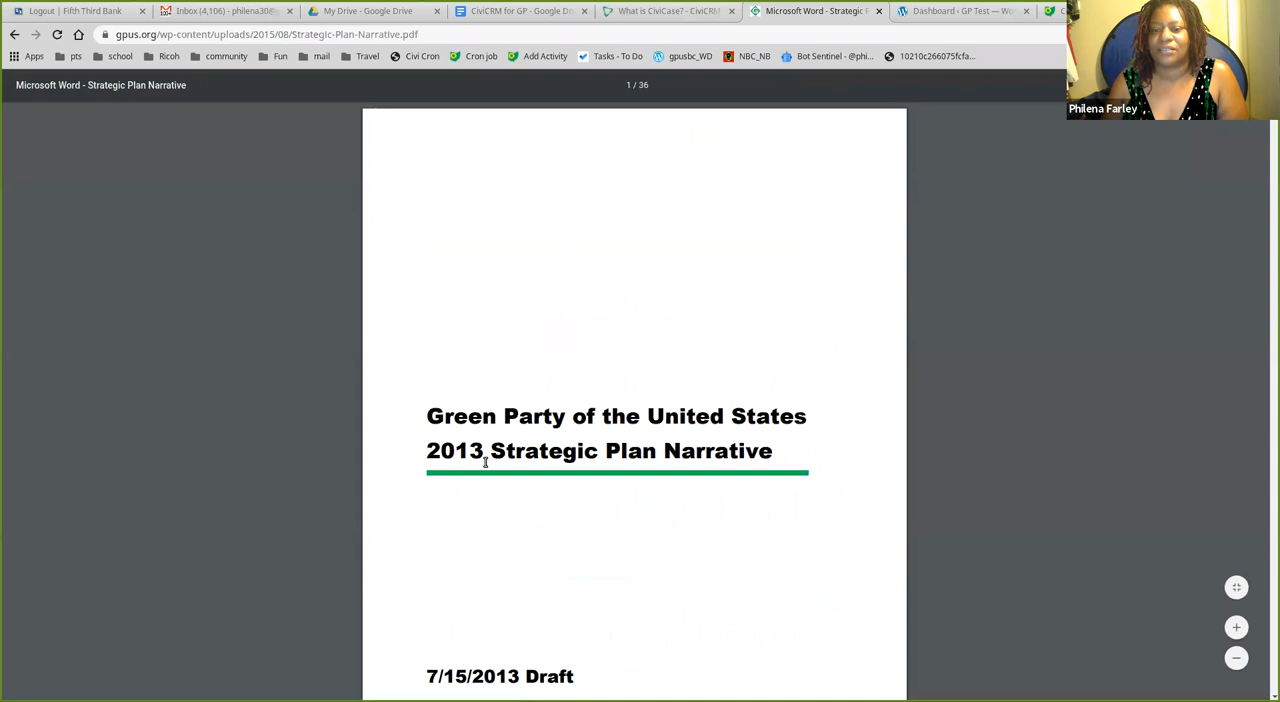 Logout | Fifth Third Bank
Inbox (4,106) - philena30@
My Drive - Google Drive
CiviCRM for GP - Google Do
What is CiviCase? - CiviCRM
Microsoft Word - Strategic P
Dashboard ‹ GP Test — Wor
gpus.org/wp-content/uploads/2015/08/Strategic-Plan-Narrative.pdf
Apps
pts
school
Ricoh
community
Fun
mail
Travel
Civi Cron
cron job
Add Activity
Tasks - To Do
gpusbc_WD
NBC_NB
Bot Sentinel - @phi...
10210c266075fcfa...
Microsoft Word - Strategic Plan Narrative
1 / 36
Philena Farley
Green Party of the United States
2013 Strategic Plan Narrative
7/15/2013 Draft